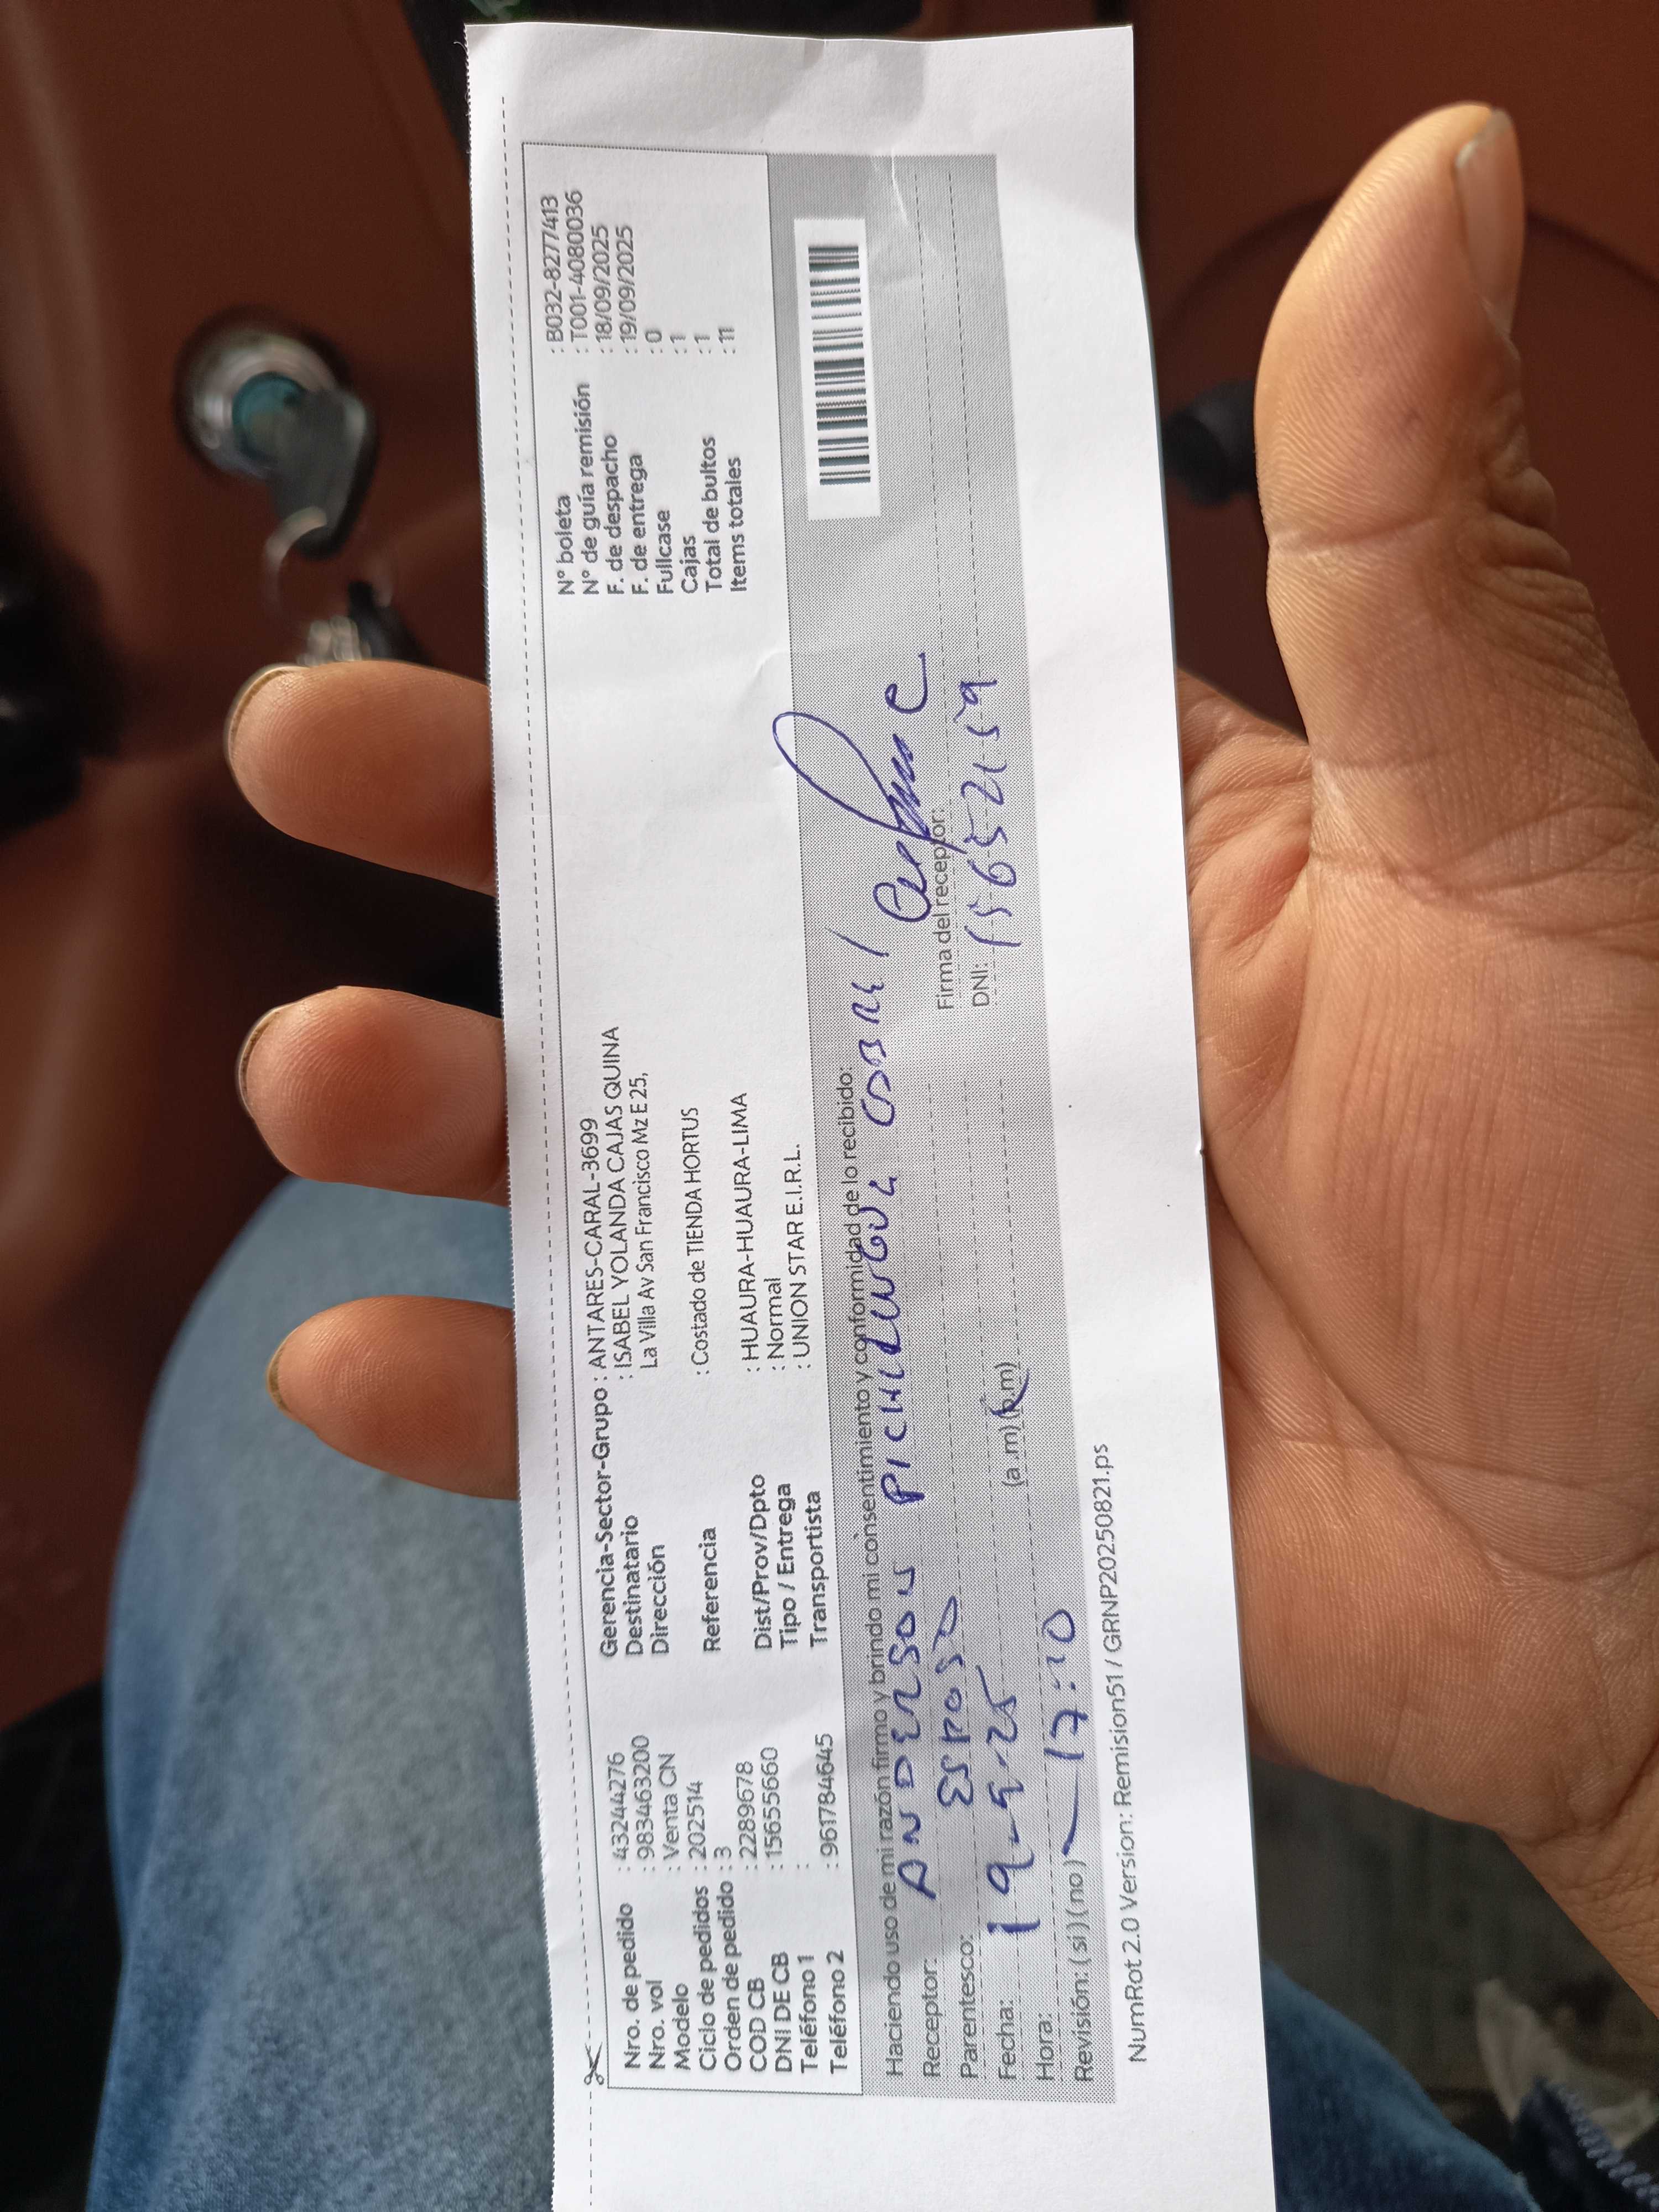 Nro. de pedido : 43244276
Nro. vol : 983463200
Modelo : Venta CN
Ciclo de pedidos : 202514
Orden de pedido : 3
COD CB : 2289678
DNI DE CB : 15655660
Teléfono 1 :
Teléfono 2 : 961784645
Gerencia-Sector-Grupo : ANTARES-CARAL-3699
Destinatario : ISABEL YOLANDA CAJAS QUINA
Dirección La Villa Av San Francisco Mz E 25,
Referencia : Costado de TIENDA HORTUS
Dist/Prov/Dpto : HUAURA-HUAURA-LIMA
Tipo / Entrega : Normal
Transportista : UNION STAR E.I.R.L.
N° boleta : B032-8277413
N° de guía remisión : T001-4080036
F. de despacho : 18/09/2025
F. de entrega : 19/09/2025
Fullcase : 0
Cajas : 1
Total de bultos : 1
Items totales : 11
Haciendo uso de mi razón firmo y brindo mi consentimiento y conformidad de lo recibido:
Receptor: ANDERSON
Parentesco: ESPOSO
Fecha: 19-9-25
Hora: 17:10 (a.m) (p.m)
Revisión: (si) (no)
Firma del receptor:
DNI: 15652159
NumRot 2.0 Version: Remision51 / GRNP20250821.ps